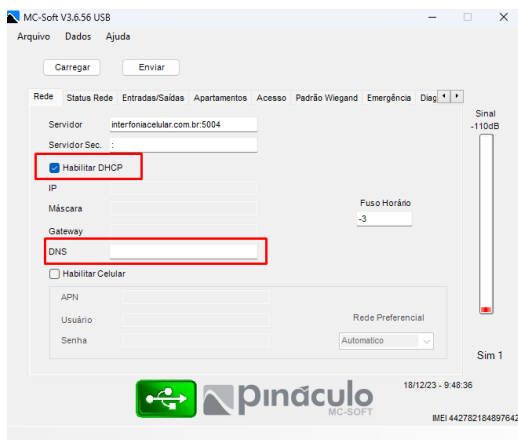 MC-Soft V3.6.56 USB
Arquivo Dados Ajuda
Carregar Enviar
Rede Status Rede Entradas/Saídas Apartamentos Acesso Padrão Wiegand Emergência Diag
Sinal
-110dB
Servidor interfoniacelular.com.br:5004
Servidor Sec. :
Habilitar DHCP
IP
Máscara
Fuso Horário
-3
Gateway
DNS
Habilitar Celular
APN
Usuário
Rede Preferencial
Senha
Automatico
Sim 1
pináculo
MC-SOFT
18/12/23 - 9:48:36
IMEI 442782184897642